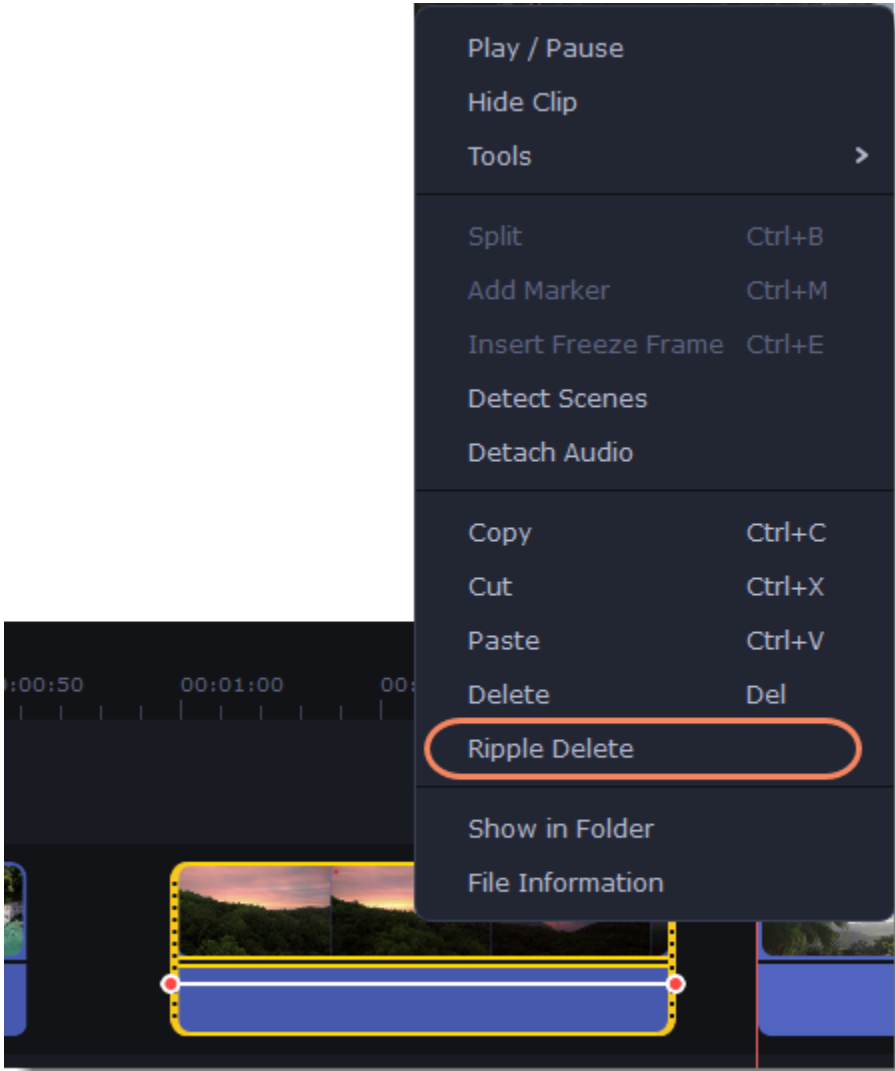 Play / Pause
Hide Clip
Tools >
Split Ctrl+B
Add Marker Ctrl+M
Insert Freeze Frame Ctrl+E
Detect Scenes
Detach Audio
Copy Ctrl+C
Cut Ctrl+X
Paste Ctrl+V
Delete Del
Ripple Delete
Show in Folder
File Information
:00:50 00:01:00 00: